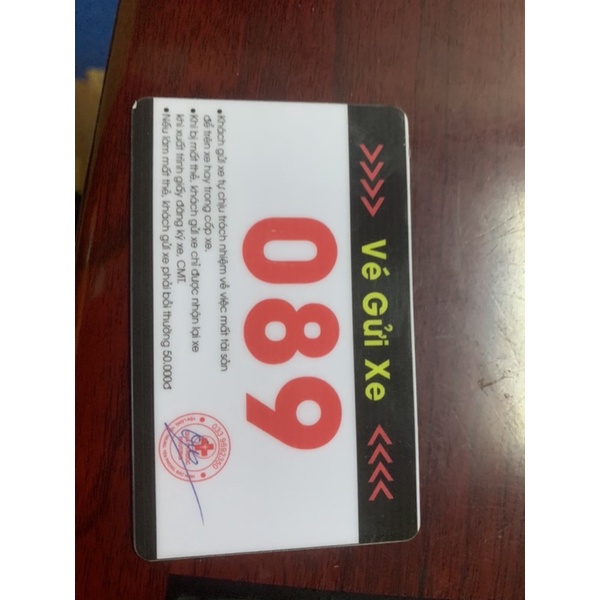 Vé Gửi Xe
089
• Khách gửi xe tự chịu trách nhiệm về việc mất tài sản
để trên xe hay trong cốp xe.
• Khi bị mất thẻ, khách gửi xe chỉ được nhận lại xe
khi xuất trình giấy đăng ký xe, CMT.
• Nếu làm mất thẻ, khách gửi xe phải bồi thường 50.000đ